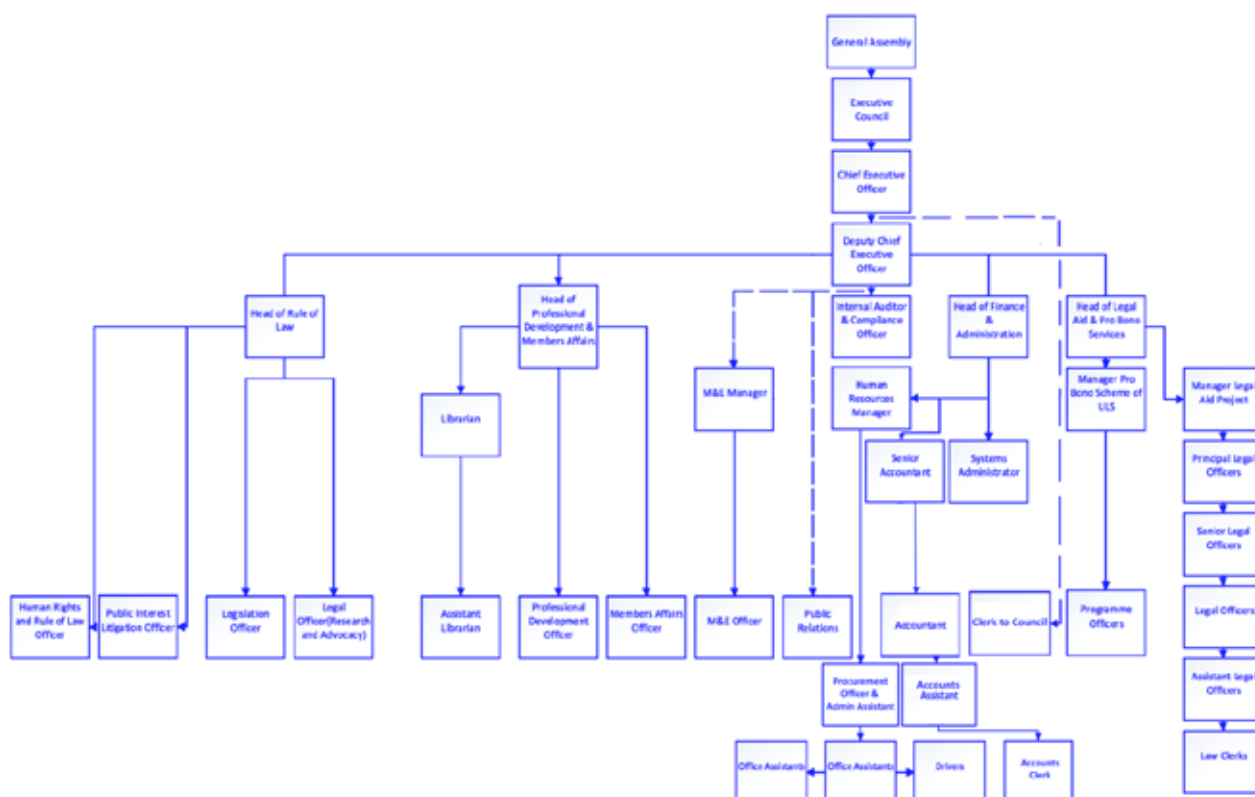 General Assembly
Executive
Council
Chief Executive
Officer
Deputy Chief
Executive
Officer
Head of Rule of
Law
Head of
Professional
Development &
Members Affairs
Internal Auditor
& Compliance
Officer
Head of Finance
&
Administration
Head of Legal
Aid & Pro Bono
Services
Librarian
M&E Manager
Human
Resources
Manager
Manager Pro
Bono Scheme of
ULS
Manager Legal
Aid Project
Senior
Accountant
Systems
Administrator
Principal Legal
Officers
Senior Legal
Officers
Human Rights
and Rule of Law
Officer
Public Interest
Litigation Officer
Legislation
Officer
Legal
Officer(Research
and Advocacy)
Assistant
Librarian
Professional
Development
Officer
Members Affairs
Officer
M&E Officer
Public
Relations
Accountant
Clerk to Council
Programme
Officers
Legal Officers
Procurement
Officer &
Admin Assistant
Accounts
Assistant
Assistant Legal
Officers
Office Assistants
Office Assistants
Drivers
Accounts
Clerk
Law Clerks